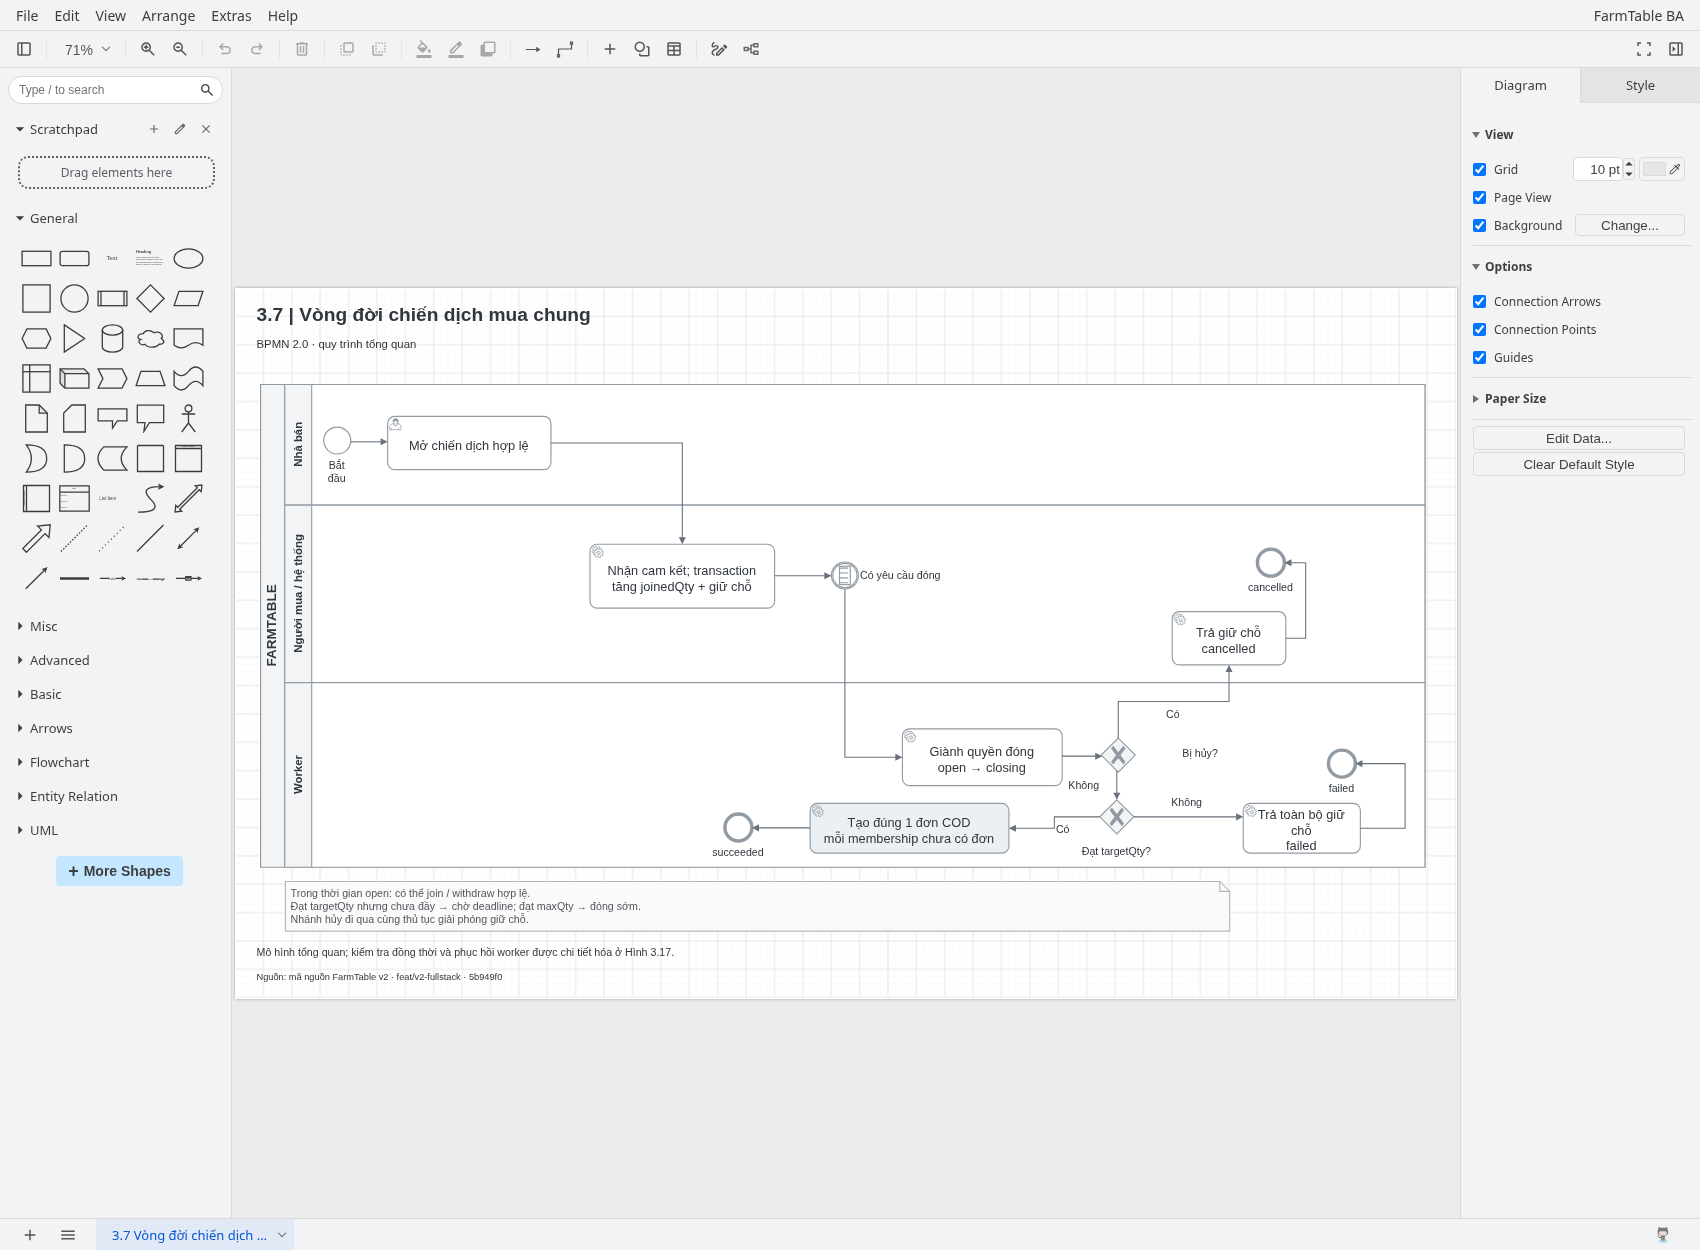 File Edit View Arrange Extras Help FarmTable BA
71%
Type / to search
Scratchpad
Drag elements here
General
Text
Heading
List Item
Misc
Advanced
Basic
Arrows
Flowchart
Entity Relation
UML
+ More Shapes
3.7 | Vòng đời chiến dịch mua chung
BPMN 2.0 · quy trình tổng quan
FARMTABLE
Nhà bán
Bắt
đầu
Mở chiến dịch hợp lệ
Người mua / hệ thống
Nhận cam kết; transaction
tăng joinedQty + giữ chỗ
Có yêu cầu đóng
cancelled
Trả giữ chỗ
cancelled
Worker
Có
Giành quyền đóng
open → closing
Bị hủy?
Không
failed
Không
Tạo đúng 1 đơn COD
mỗi membership chưa có đơn
Có
Trả toàn bộ giữ
chỗ
failed
succeeded
Đạt targetQty?
Trong thời gian open: có thể join / withdraw hợp lệ.
Đạt targetQty nhưng chưa đầy → chờ deadline; đạt maxQty → đóng sớm.
Nhánh hủy đi qua cùng thủ tục giải phóng giữ chỗ.
Mô hình tổng quan; kiểm tra đồng thời và phục hồi worker được chi tiết hóa ở Hình 3.17.
Nguồn: mã nguồn FarmTable v2 · feat/v2-fullstack · 5b949f0
Diagram Style
View
Grid 10 pt
Page View
Background Change...
Options
Connection Arrows
Connection Points
Guides
Paper Size
Edit Data...
Clear Default Style
3.7 Vòng đời chiến dịch ...